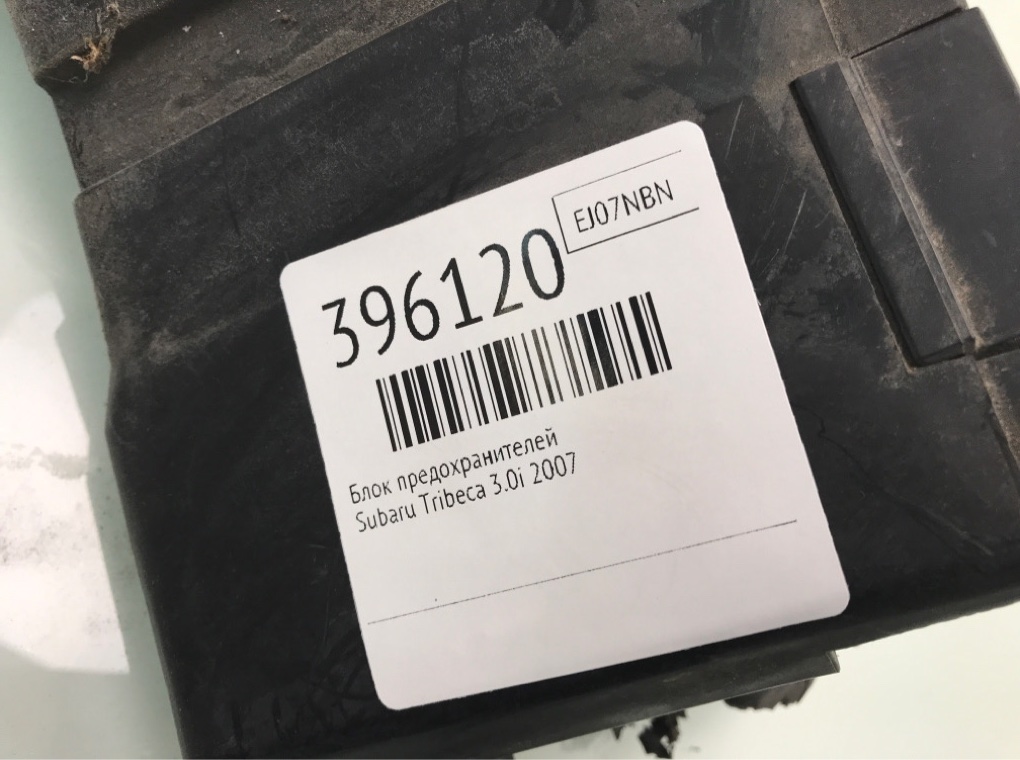 EJ07NBN
396120
Блок предохранителей
Subaru Tribeca 3.0i 2007